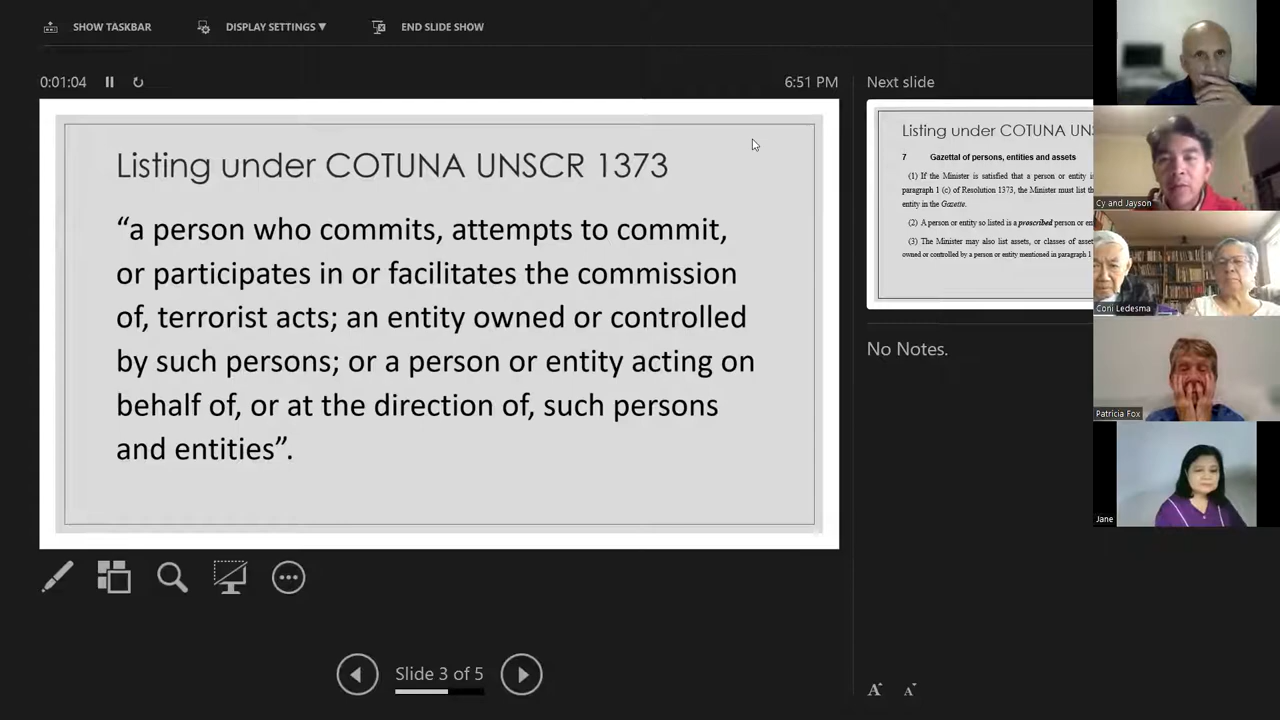 SHOW TASKBAR
DISPLAY SETTINGS ▼
END SLIDE SHOW
0:01:04
6:51 PM
Listing under COTUNA UNSCR 1373
“a person who commits, attempts to commit,
or participates in or facilitates the commission
of, terrorist acts; an entity owned or controlled
by such persons; or a person or entity acting on
behalf of, or at the direction of, such persons
and entities”.
Slide 3 of 5
Next slide
Listing under COTUNA UN
7 Gazettal of persons, entities and assets
(1) If the Minister is satisfied that a person or entity is
paragraph 1 (c) of Resolution 1373, the Minister must list th
entity in the Gazette.
(2) A person or entity so listed is a proscribed person or en
(3) The Minister may also list assets, or classes of asset
owned or controlled by a person or entity mentioned in paragraph 1
No Notes.
A A
Cy and Jayson
Coni Ledesma
Patricia Fox
Jane